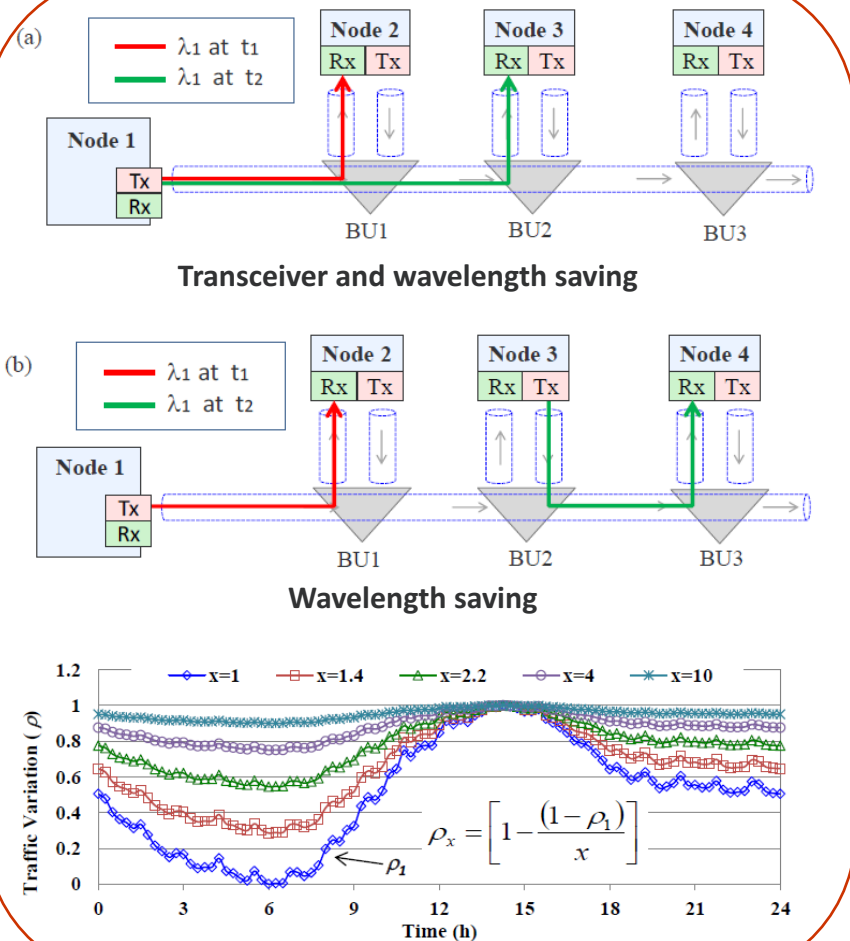 (a)
λ1 at t1
λ1 at t2
Node 2
Rx Tx
Node 3
Rx Tx
Node 4
Rx Tx
Node 1
Tx
Rx
BU1
BU2
BU3
Transceiver and wavelength saving
(b)
λ1 at t1
λ1 at t2
Node 2
Rx Tx
Node 3
Rx Tx
Node 4
Rx Tx
Node 1
Tx
Rx
BU1
BU2
BU3
Wavelength saving
x=1 x=1.4 x=2.2 x=4 x=10
Traffic Variation ( ρ)
1.2
1
0.8
0.6
0.4
0.2
0
ρ1
ρx = [1 − (1 − ρ1) / x]
0 3 6 9 12 15 18 21 24
Time (h)